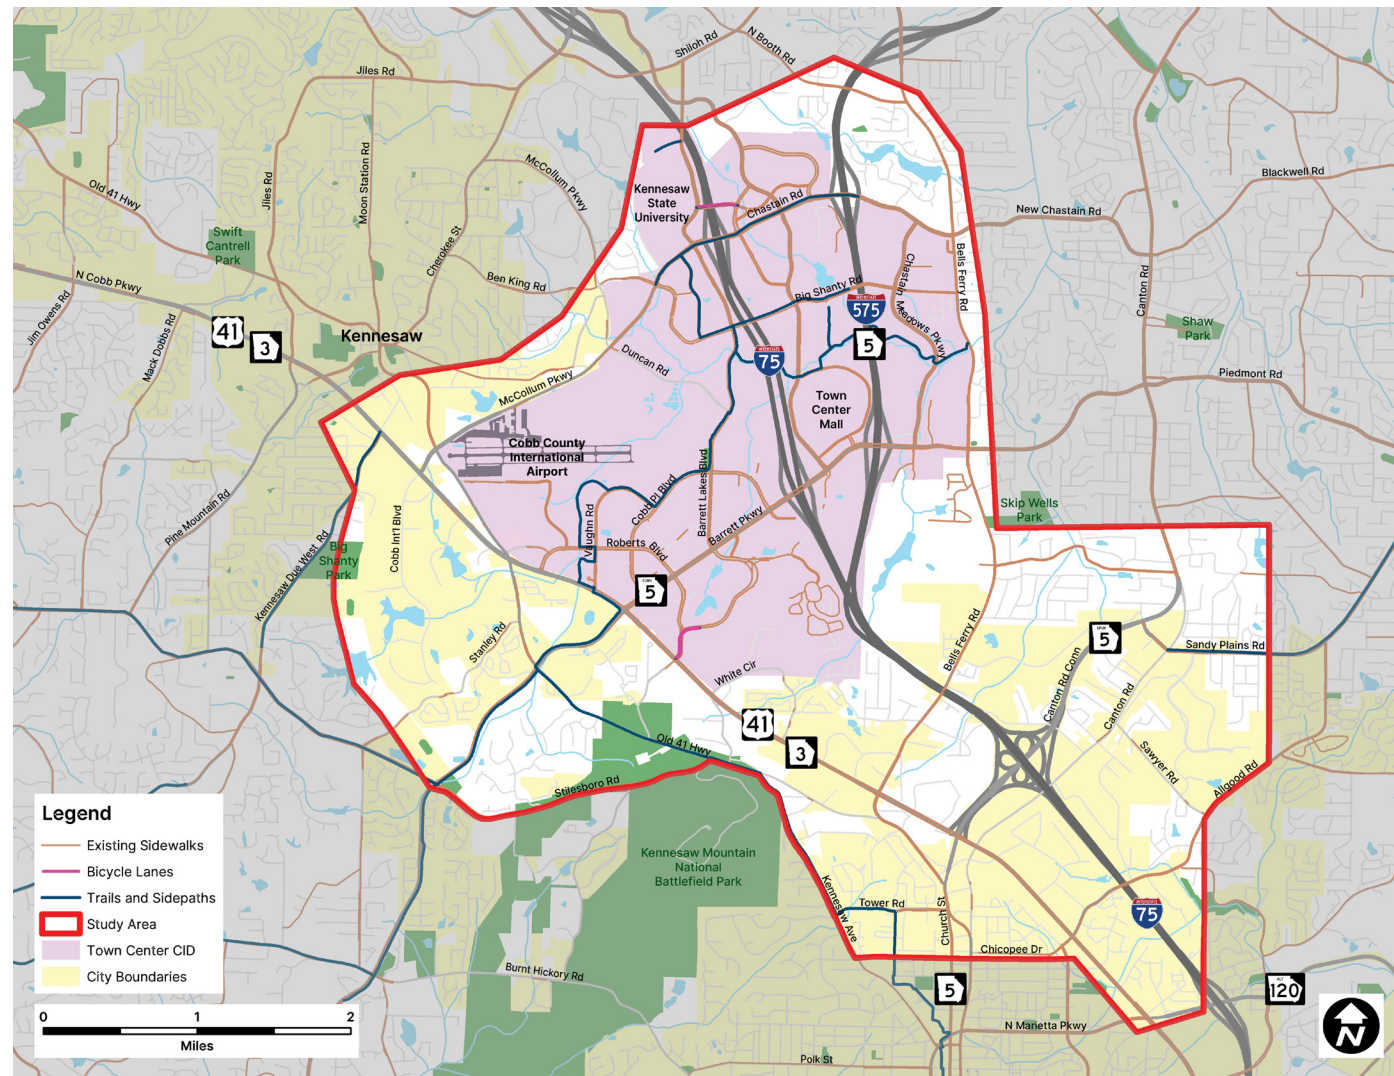 Shiloh Rd
N Booth Rd
Jiles Rd
Blackwell Rd
McCollum Pkwy
Moon Station Rd
Jiles Rd
Old 41 Hwy
Kennesaw
State
University
Chastain Rd
New Chastain Rd
Swift
Cantrell
Park
Cherokee St
Bells Ferry Rd
Canton Rd
N Cobb Pkwy
Ben King Rd
Big Shanty Rd
Chastain Meadows Pkwy
Jim Owens Rd
Mack Dobbs Rd
41
3
Kennesaw
INTERSTATE
575
5
Shaw
Park
INTERSTATE
75
Duncan Rd
Piedmont Rd
McCollum Pkwy
Town
Center
Mall
Cobb County
International
Airport
Pine Mountain Rd
Cobb Int'l Blvd
Vaughn Rd
Cobb Pl Blvd
Barrett Lakes Blvd
Barrett Pkwy
Skip Wells
Park
Roberts Blvd
Big
Shanty
Park
Kennesaw Due West Rd
5
Stanley Rd
Bells Ferry Rd
5
Sandy Plains Rd
White Cir
Canton Rd Conn
Canton Rd
41
3
Old 41 Hwy
Sawyer Rd
Allgood Rd
Stilesboro Rd
Kennesaw Mountain
National
Battlefield Park
Kennesaw Ave
Tower Rd
Church St
INTERSTATE
75
Chicopee Dr
Burnt Hickory Rd
5
ALT
120
N Marietta Pkwy
Polk St
Legend
Existing Sidewalks
Bicycle Lanes
Trails and Sidepaths
Study Area
Town Center CID
City Boundaries
0
1
2
Miles
N